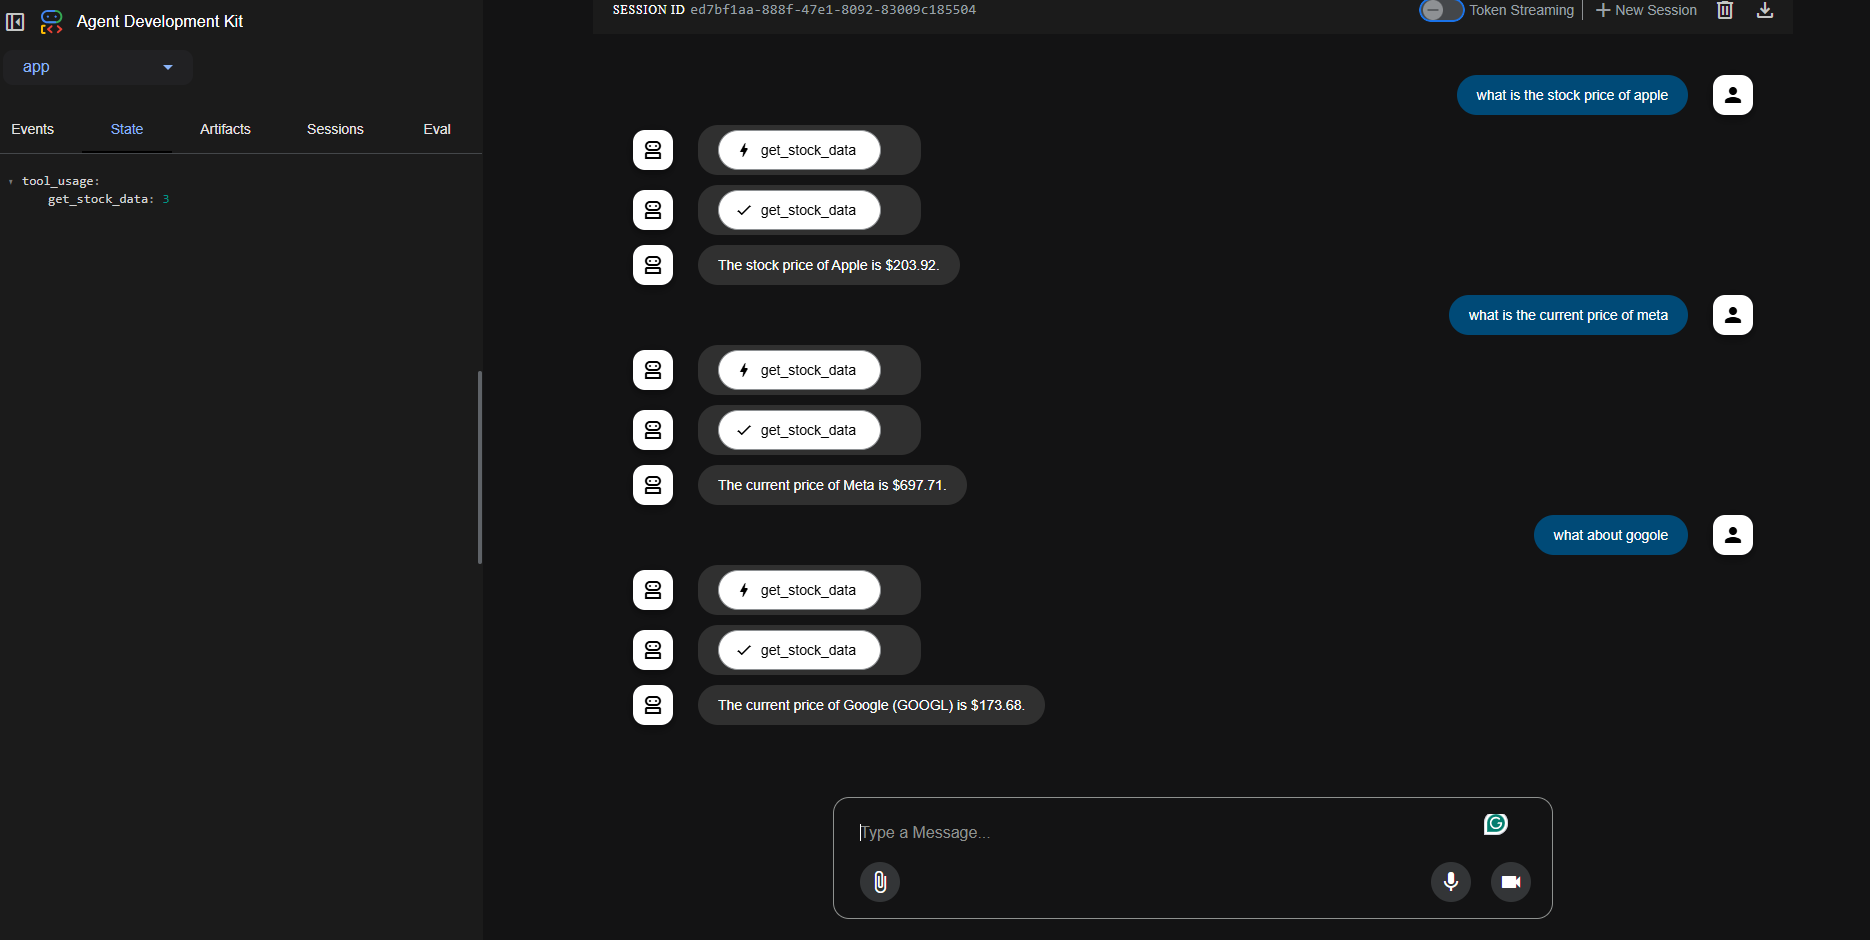 Agent Development Kit
app
Events State Artifacts Sessions Eval
tool_usage:
get_stock_data: 3
SESSION ID ed7bf1aa-888f-47e1-8092-83009c185504
Token Streaming
New Session
what is the stock price of apple
get_stock_data
get_stock_data
The stock price of Apple is $203.92.
what is the current price of meta
get_stock_data
get_stock_data
The current price of Meta is $697.71.
what about gogole
get_stock_data
get_stock_data
The current price of Google (GOOGL) is $173.68.
Type a Message...